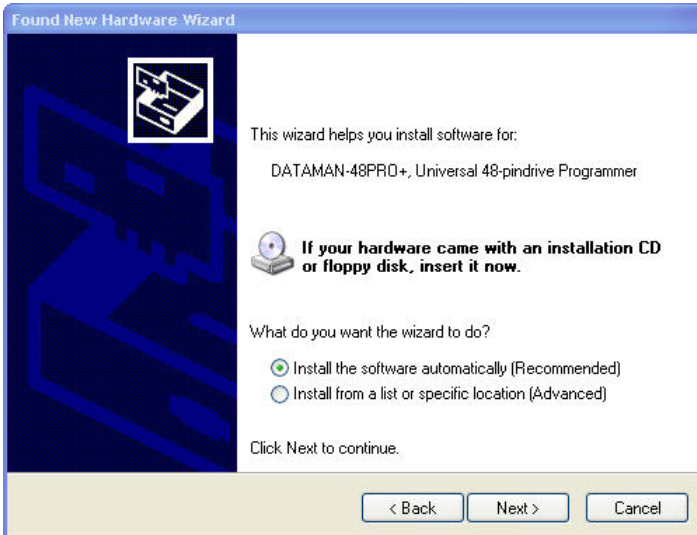 Found New Hardware Wizard
This wizard helps you install software for:
DATAMAN-48PRO+, Universal 48-pindrive Programmer
If your hardware came with an installation CD
or floppy disk, insert it now.
What do you want the wizard to do?
Install the software automatically (Recommended)
Install from a list or specific location (Advanced)
Click Next to continue.
< Back
Next >
Cancel